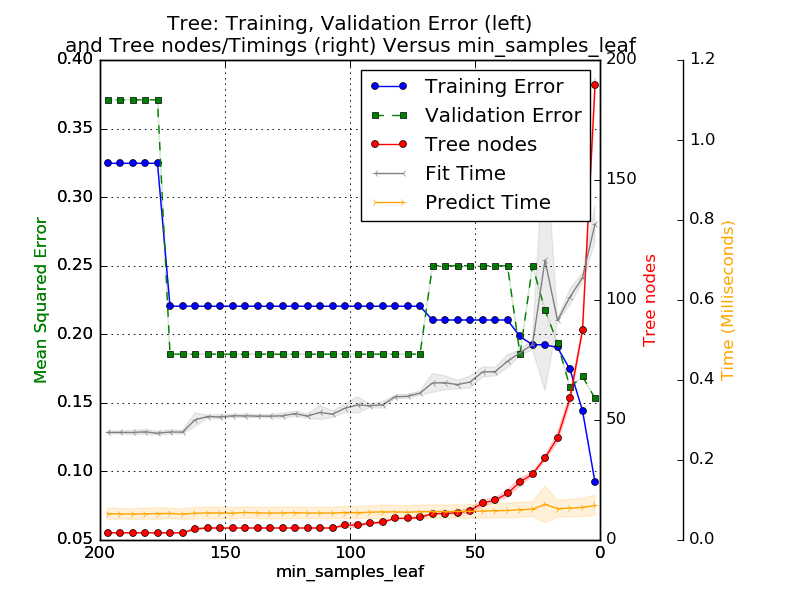 Tree: Training, Validation Error (left)
and Tree nodes/Timings (right) Versus min_samples_leaf
0.40
0.35
0.30
0.25
0.20
0.15
0.10
0.05
Mean Squared Error
200
150
100
50
0
min_samples_leaf
Training Error
Validation Error
Tree nodes
Fit Time
Predict Time
200
150
100
50
0
Tree nodes
1.2
1.0
0.8
0.6
0.4
0.2
0.0
Time (Milliseconds)